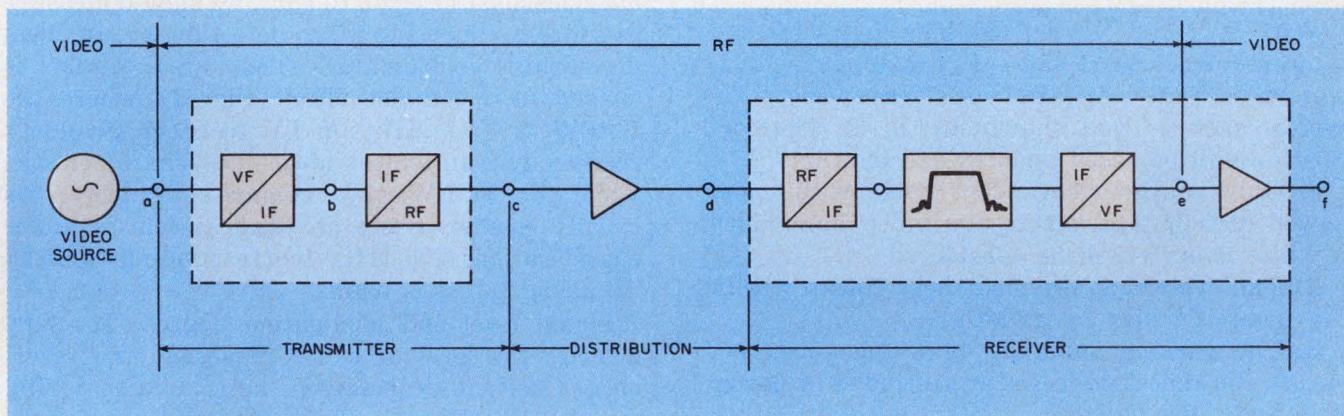 VIDEO RF VIDEO
VF
IF
IF
RF
RF
IF
IF
VF
a b c d e f
VIDEO
SOURCE
TRANSMITTER DISTRIBUTION RECEIVER